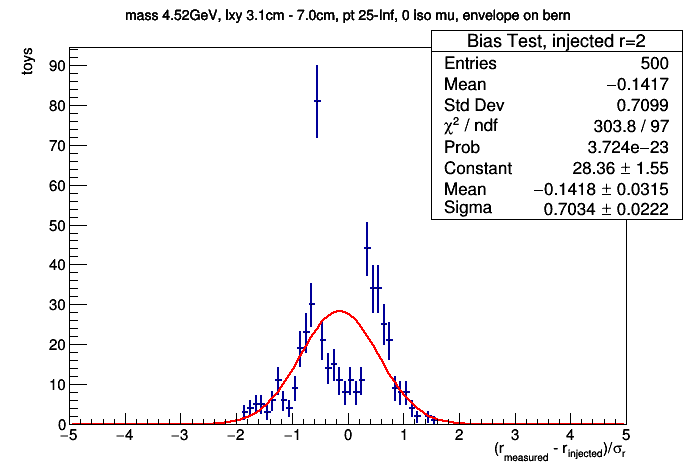 mass 4.52GeV, lxy 3.1cm - 7.0cm, pt 25-Inf, 0 Iso mu, envelope on bern
toys
Bias Test, injected r=2
Entries 500
Mean −0.1417
Std Dev 0.7099
χ² / ndf 303.8 / 97
Prob 3.724e−23
Constant 28.36 ± 1.55
Mean −0.1418 ± 0.0315
Sigma 0.7034 ± 0.0222
90
80
70
60
50
40
30
20
10
0
−5 −4 −3 −2 −1 0 1 2 3 4 5
(r_measured - r_injected)/σ_r